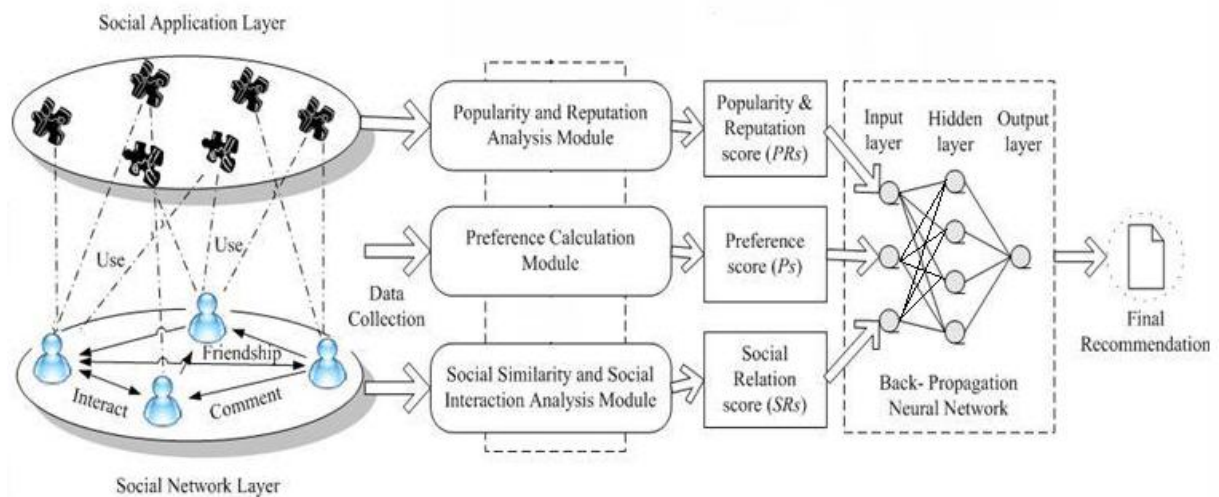 Social Application Layer
Use
Use
Friendship
Interact
Comment
Social Network Layer
Data
Collection
Popularity and Reputation
Analysis Module
Preference Calculation
Module
Social Similarity and Social
Interaction Analysis Module
Popularity &
Reputation
score (PRs)
Preference
score (Ps)
Social
Relation
score (SRs)
Input
layer
Hidden
layer
Output
layer
Back- Propagation
Neural Network
Final
Recommendation